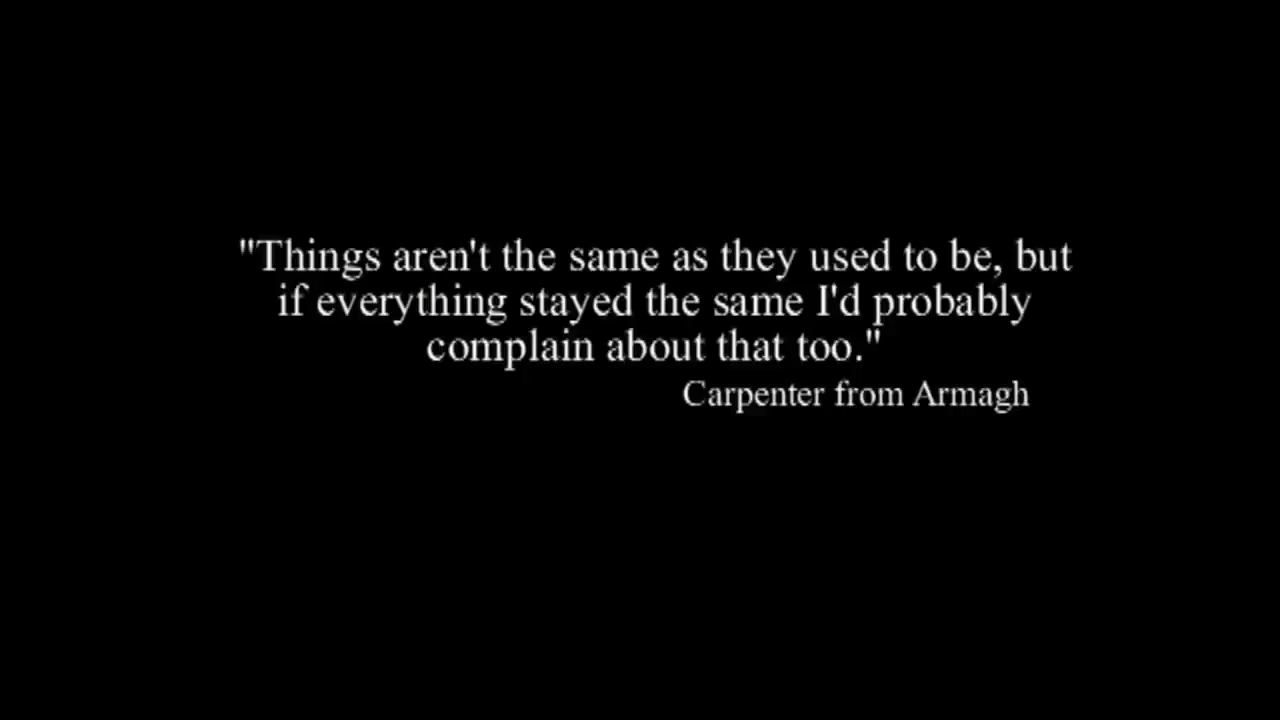 "Things aren't the same as they used to be, but
if everything stayed the same I'd probably
complain about that too."
Carpenter from Armagh